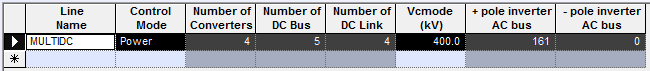 Line Name Control Mode Number of Converters Number of DC Bus Number of DC Link Vcmode (kV) + pole inverter AC bus - pole inverter AC bus
MULTIDC Power 4 5 4 400.0 161 0